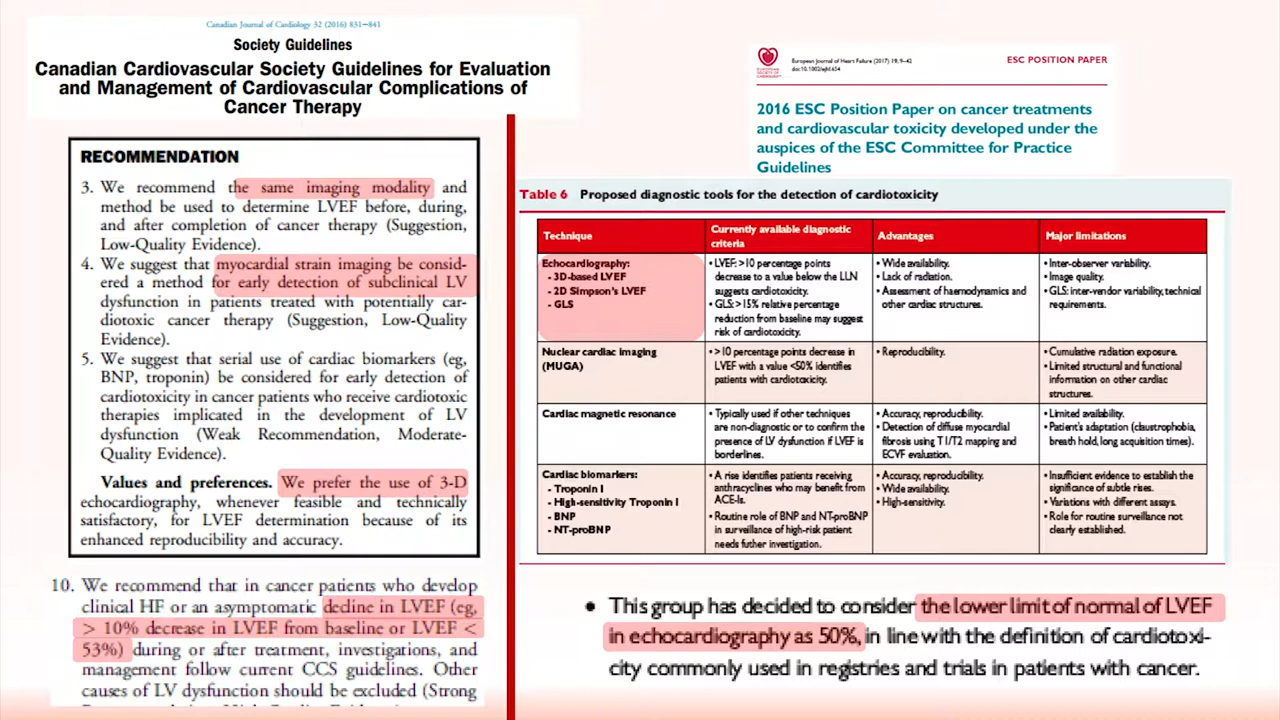 Canadian Journal of Cardiology 32 (2016) 831–841
Society Guidelines
Canadian Cardiovascular Society Guidelines for Evaluation
and Management of Cardiovascular Complications of
Cancer Therapy
RECOMMENDATION
3. We recommend the same imaging modality and
method be used to determine LVEF before, during,
and after completion of cancer therapy (Suggestion,
Low-Quality Evidence).
4. We suggest that myocardial strain imaging be consid-
ered a method for early detection of subclinical LV
dysfunction in patients treated with potentially car-
diotoxic cancer therapy (Suggestion, Low-Quality
Evidence).
5. We suggest that serial use of cardiac biomarkers (eg,
BNP, troponin) be considered for early detection of
cardiotoxicity in cancer patients who receive cardiotoxic
therapies implicated in the development of LV
dysfunction (Weak Recommendation, Moderate-
Quality Evidence).
Values and preferences. We prefer the use of 3-D
echocardiography, whenever feasible and technically
satisfactory, for LVEF determination because of its
enhanced reproducibility and accuracy.
10. We recommend that in cancer patients who develop
clinical HF or an asymptomatic decline in LVEF (eg,
> 10% decrease in LVEF from baseline or LVEF <
53%) during or after treatment, investigations, and
management follow current CCS guidelines. Other
causes of LV dysfunction should be excluded (Strong
European Journal of Heart Failure (2017) 19, 9–42
doi:10.1002/ejhf.654
ESC POSITION PAPER
2016 ESC Position Paper on cancer treatments
and cardiovascular toxicity developed under the
auspices of the ESC Committee for Practice
Guidelines
Table 6 Proposed diagnostic tools for the detection of cardiotoxicity
Technique
Currently available diagnostic
criteria
Advantages
Major limitations
Echocardiography:
- 3D-based LVEF
- 2D Simpson's LVEF
- GLS
• LVEF: >10 percentage points
decrease to a value below the LLN
suggests cardiotoxicity.
• GLS: >15% relative percentage
reduction from baseline may suggest
risk of cardiotoxicity.
• Wide availability.
• Lack of radiation.
• Assessment of haemodynamics and
other cardiac structures.
• Inter-observer variability.
• Image quality.
• GLS: inter-vendor variability, technical
requirements.
Nuclear cardiac imaging
(MUGA)
• >10 percentage points decrease in
LVEF with a value <50% identifies
patients with cardiotoxicity.
• Reproducibility.
• Cumulative radiation exposure.
• Limited structural and functional
information on other cardiac
structures.
Cardiac magnetic resonance
• Typically used if other techniques
are non-diagnostic or to confirm the
presence of LV dysfunction if LVEF is
borderlines.
• Accuracy, reproducibility.
• Detection of diffuse myocardial
fibrosis using T1/T2 mapping and
ECVF evaluation.
• Limited availability.
• Patient's adaptation (claustrophobia,
breath hold, long acquisition times).
Cardiac biomarkers:
- Troponin I
- High-sensitivity Troponin I
- BNP
- NT-proBNP
• A rise identifies patients receiving
anthracyclines who may benefit from
ACE-Is.
• Routine role of BNP and NT-proBNP
in surveillance of high-risk patient
needs futher investigation.
• Accuracy, reproducibility.
• Wide availability.
• High-sensitivity.
• Insufficient evidence to establish the
significance of subtle rises.
• Variations with different assays.
• Role for routine surveillance not
clearly established.
• This group has decided to consider the lower limit of normal of LVEF
in echocardiography as 50%, in line with the definition of cardiotoxi-
city commonly used in registries and trials in patients with cancer.